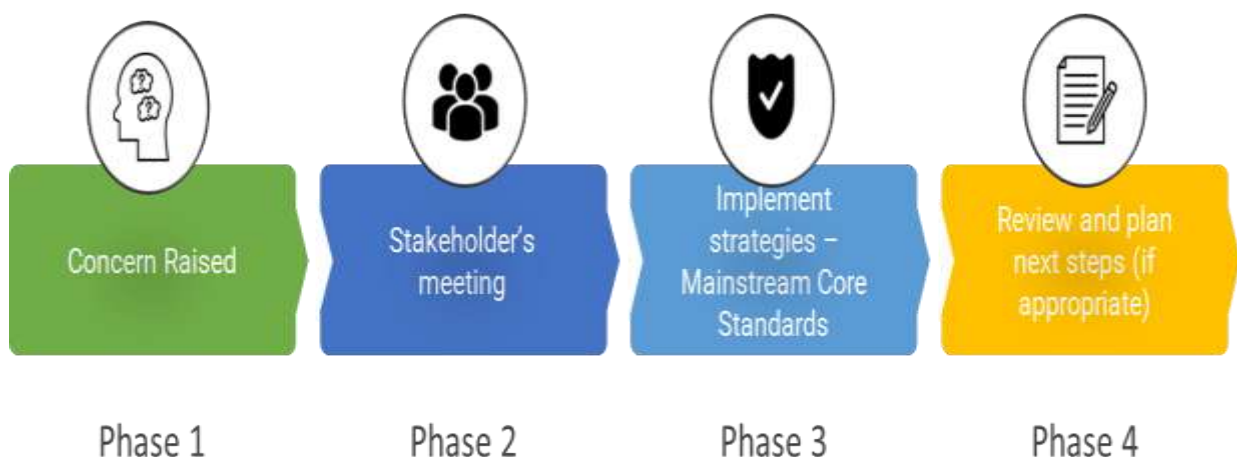 Concern Raised
Stakeholder's
meeting
Implement
strategies –
Mainstream Core
Standards
Review and plan
next steps (if
appropriate)
Phase 1
Phase 2
Phase 3
Phase 4